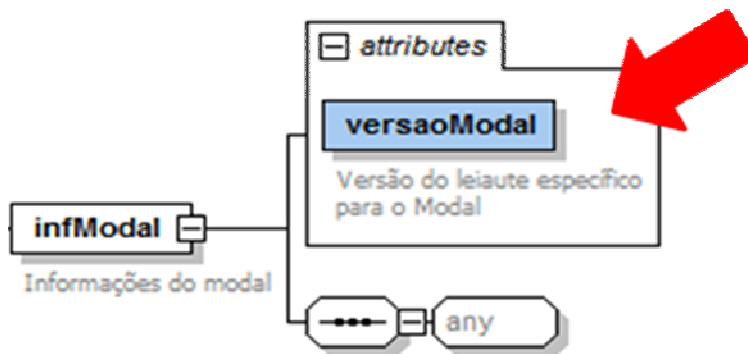 attributes
versaoModal
Versão do leiaute específico
para o Modal
infModal
Informações do modal
any